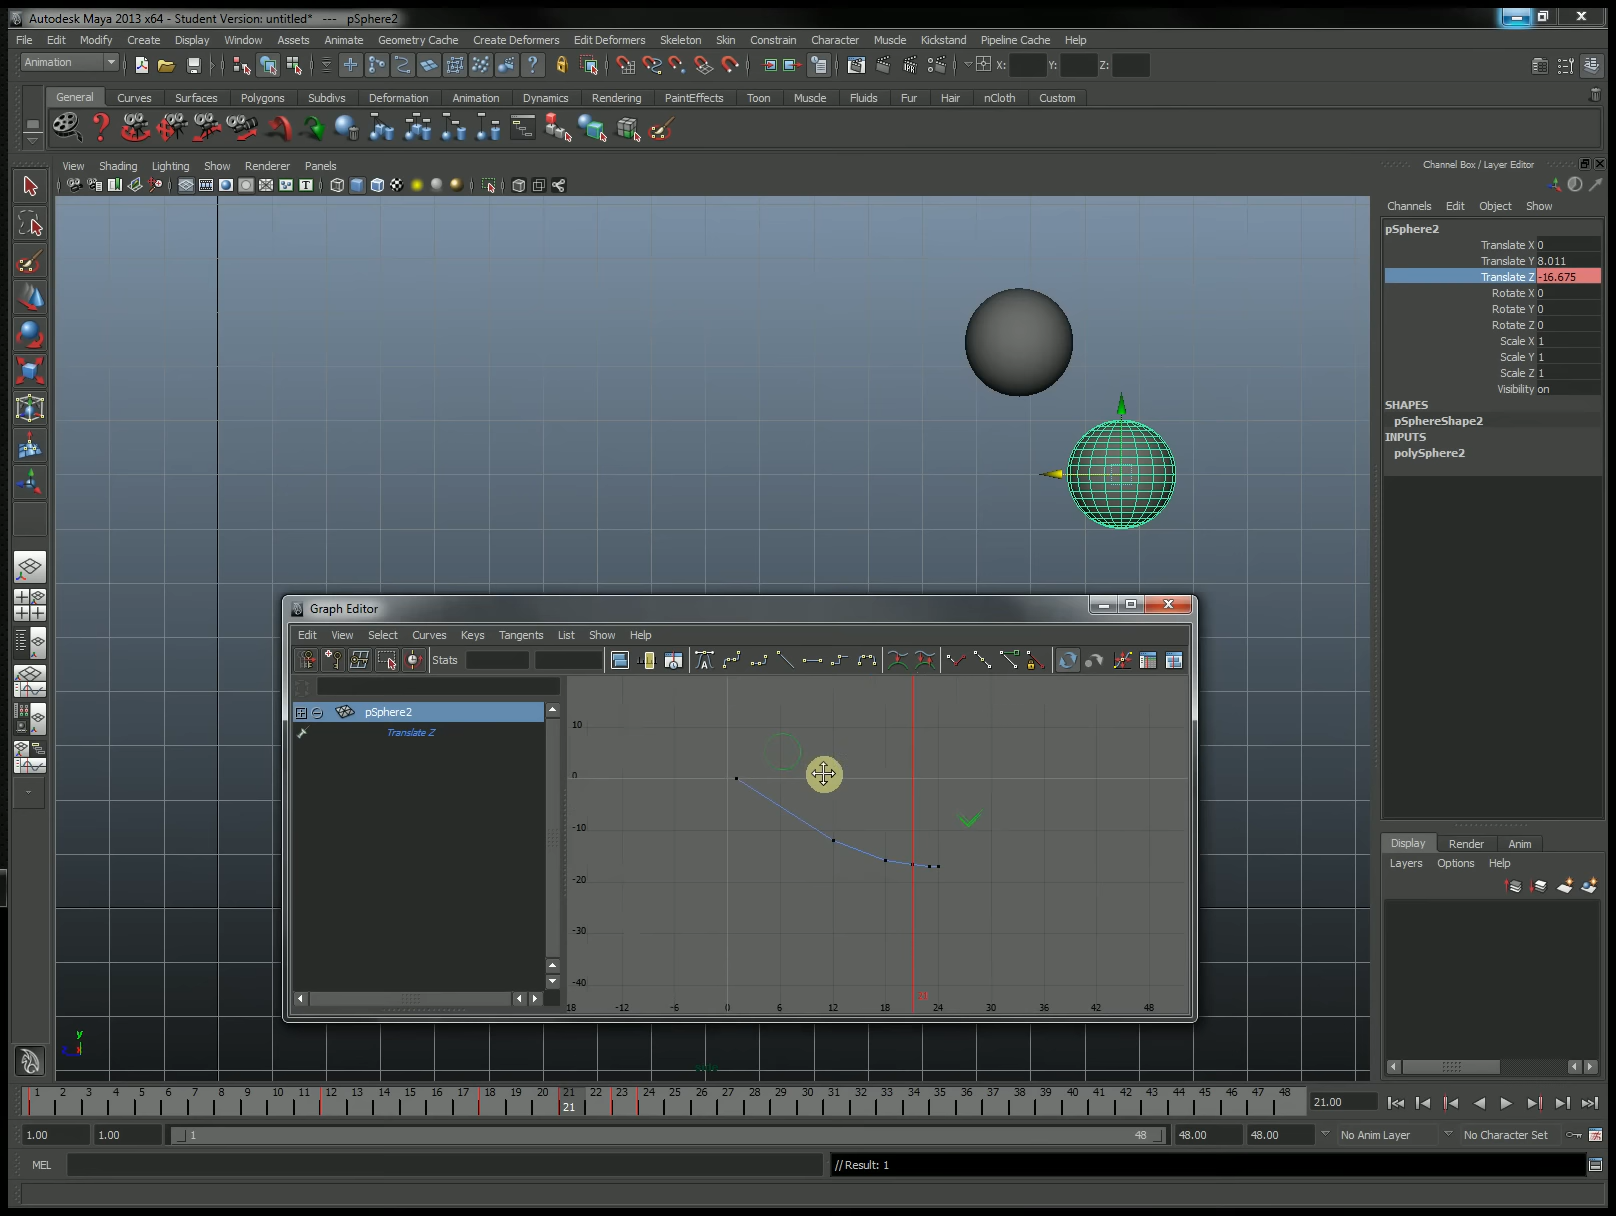 Autodesk Maya 2013 x64 - Student Version: untitled* --- pSphere2
File Edit Modify Create Display Window Assets Animate Geometry Cache Create Deformers Edit Deformers Skeleton Skin Constrain Character Muscle Kickstand Pipeline Cache Help
Animation X: Y: Z:
General Curves Surfaces Polygons Subdivs Deformation Animation Dynamics Rendering PaintEffects Toon Muscle Fluids Fur Hair nCloth Custom
View Shading Lighting Show Renderer Panels
Channel Box / Layer Editor
Channels Edit Object Show
pSphere2
Translate X 0
Translate Y 8.011
Translate Z -16.675
Rotate X 0
Rotate Y 0
Rotate Z 0
Scale X 1
Scale Y 1
Scale Z 1
Visibility on
SHAPES
pSphereShape2
INPUTS
polySphere2
Graph Editor
Edit View Select Curves Keys Tangents List Show Help
Stats
pSphere2
Translate Z
10
0
-10
-20
-30
-40
21
18 -12 -6 0 6 12 18 24 30 36 42 48
Display Render Anim
Layers Options Help
y
z x
1 2 3 4 5 6 7 8 9 10 11 12 13 14 15 16 17 18 19 20 21 22 23 24 25 26 27 28 29 30 31 32 33 34 35 36 37 38 39 40 41 42 43 44 45 46 47 48
21
21.00
1.00 1.00 1 48 48.00 48.00 No Anim Layer No Character Set
MEL // Result: 1